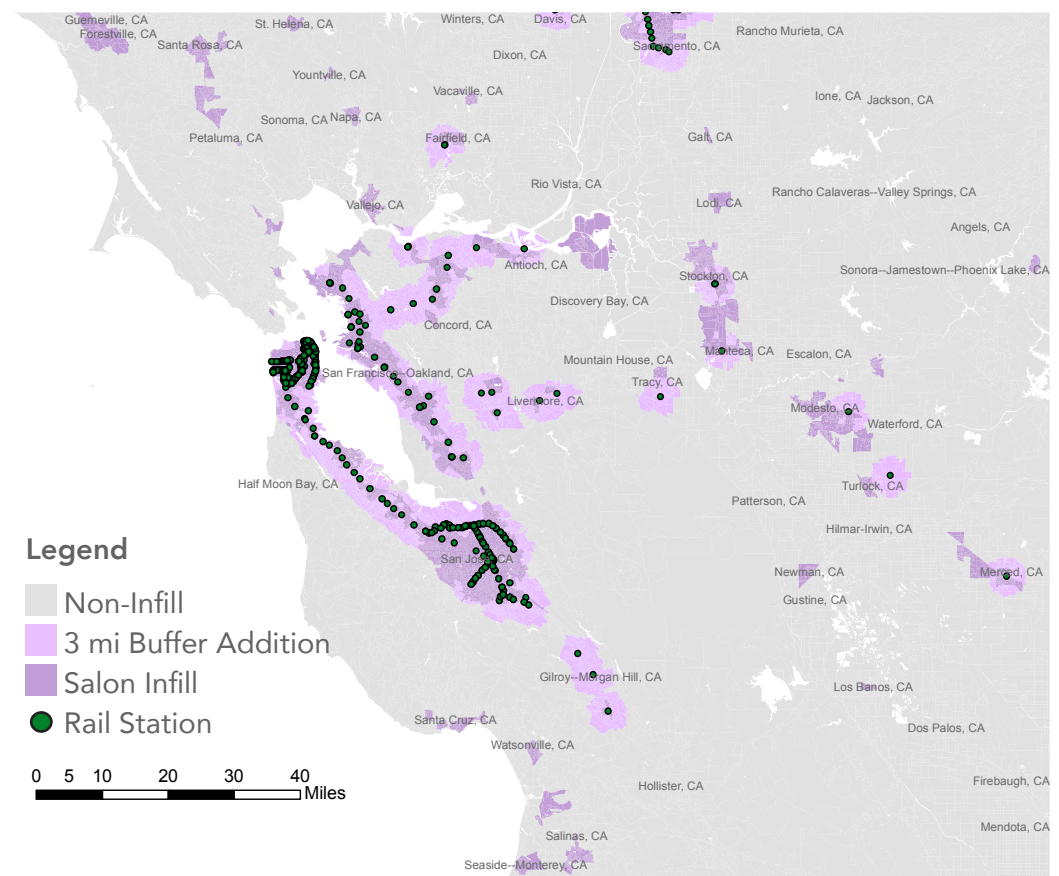 Guerneville, CA
Forestville, CA
St. Helena, CA
Winters, CA
Davis, CA
Rancho Murieta, CA
Santa Rosa, CA
Sacramento, CA
Dixon, CA
Yountville, CA
Vacaville, CA
Ione, CA
Jackson, CA
Sonoma, CA
Napa, CA
Petaluma, CA
Fairfield, CA
Galt, CA
Rio Vista, CA
Rancho Calaveras--Valley Springs, CA
Vallejo, CA
Lodi, CA
Angels, CA
Antioch, CA
Stockton, CA
Sonora--Jamestown--Phoenix Lake, CA
Discovery Bay, CA
Concord, CA
Manteca, CA
Escalon, CA
Mountain House, CA
San Francisco--Oakland, CA
Tracy, CA
Livermore, CA
Modesto, CA
Waterford, CA
Half Moon Bay, CA
Turlock, CA
Patterson, CA
Hilmar-Irwin, CA
San Jose, CA
Newman, CA
Merced, CA
Gustine, CA
Gilroy--Morgan Hill, CA
Los Banos, CA
Santa Cruz, CA
Dos Palos, CA
Watsonville, CA
Hollister, CA
Firebaugh, CA
Mendota, CA
Salinas, CA
Seaside--Monterey, CA
Legend
Non-Infill
3 mi Buffer Addition
Salon Infill
Rail Station
0 5 10 20 30 40
Miles